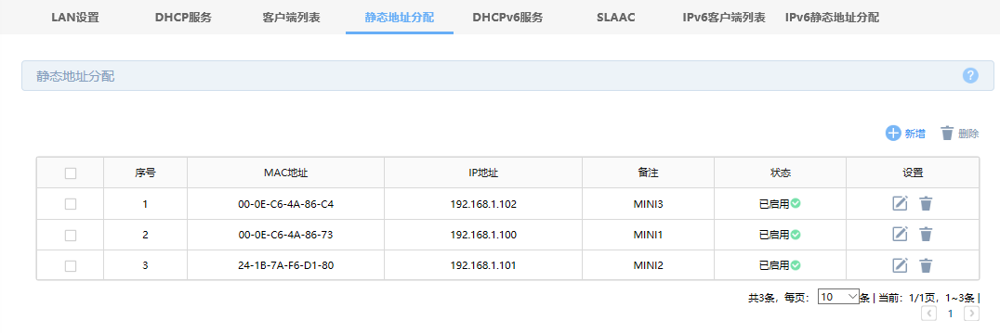 LAN设置 DHCP服务 客户端列表 静态地址分配 DHCPv6服务 SLAAC IPv6客户端列表 IPv6静态地址分配
静态地址分配 ?
新增 删除
序号 MAC地址 IP地址 备注 状态 设置
1 00-0E-C6-4A-86-C4 192.168.1.102 MINI3 已启用
2 00-0E-C6-4A-86-73 192.168.1.100 MINI1 已启用
3 24-1B-7A-F6-D1-80 192.168.1.101 MINI2 已启用
共3条，每页： 10 条 | 当前：1/1页，1~3条 |
< 1 >